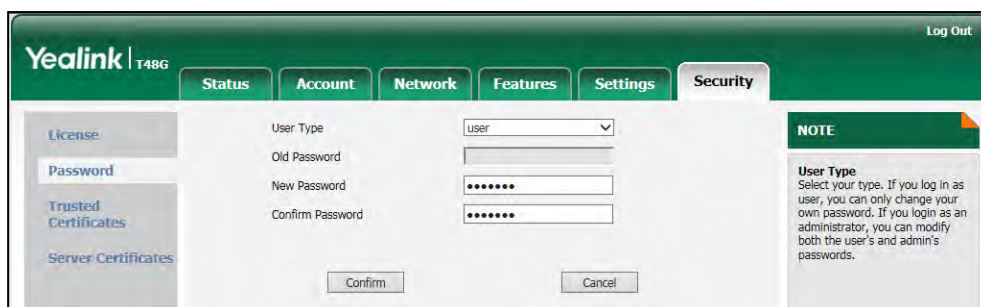 Log Out
Yealink | T48G
Status Account Network Features Settings Security
License
Password
Trusted
Certificates
Server Certificates
User Type user
Old Password
New Password •••••••
Confirm Password •••••••
Confirm Cancel
NOTE
User Type
Select your type. If you log in as
user, you can only change your
own password. If you login as an
administrator, you can modify
both the user's and admin's
passwords.